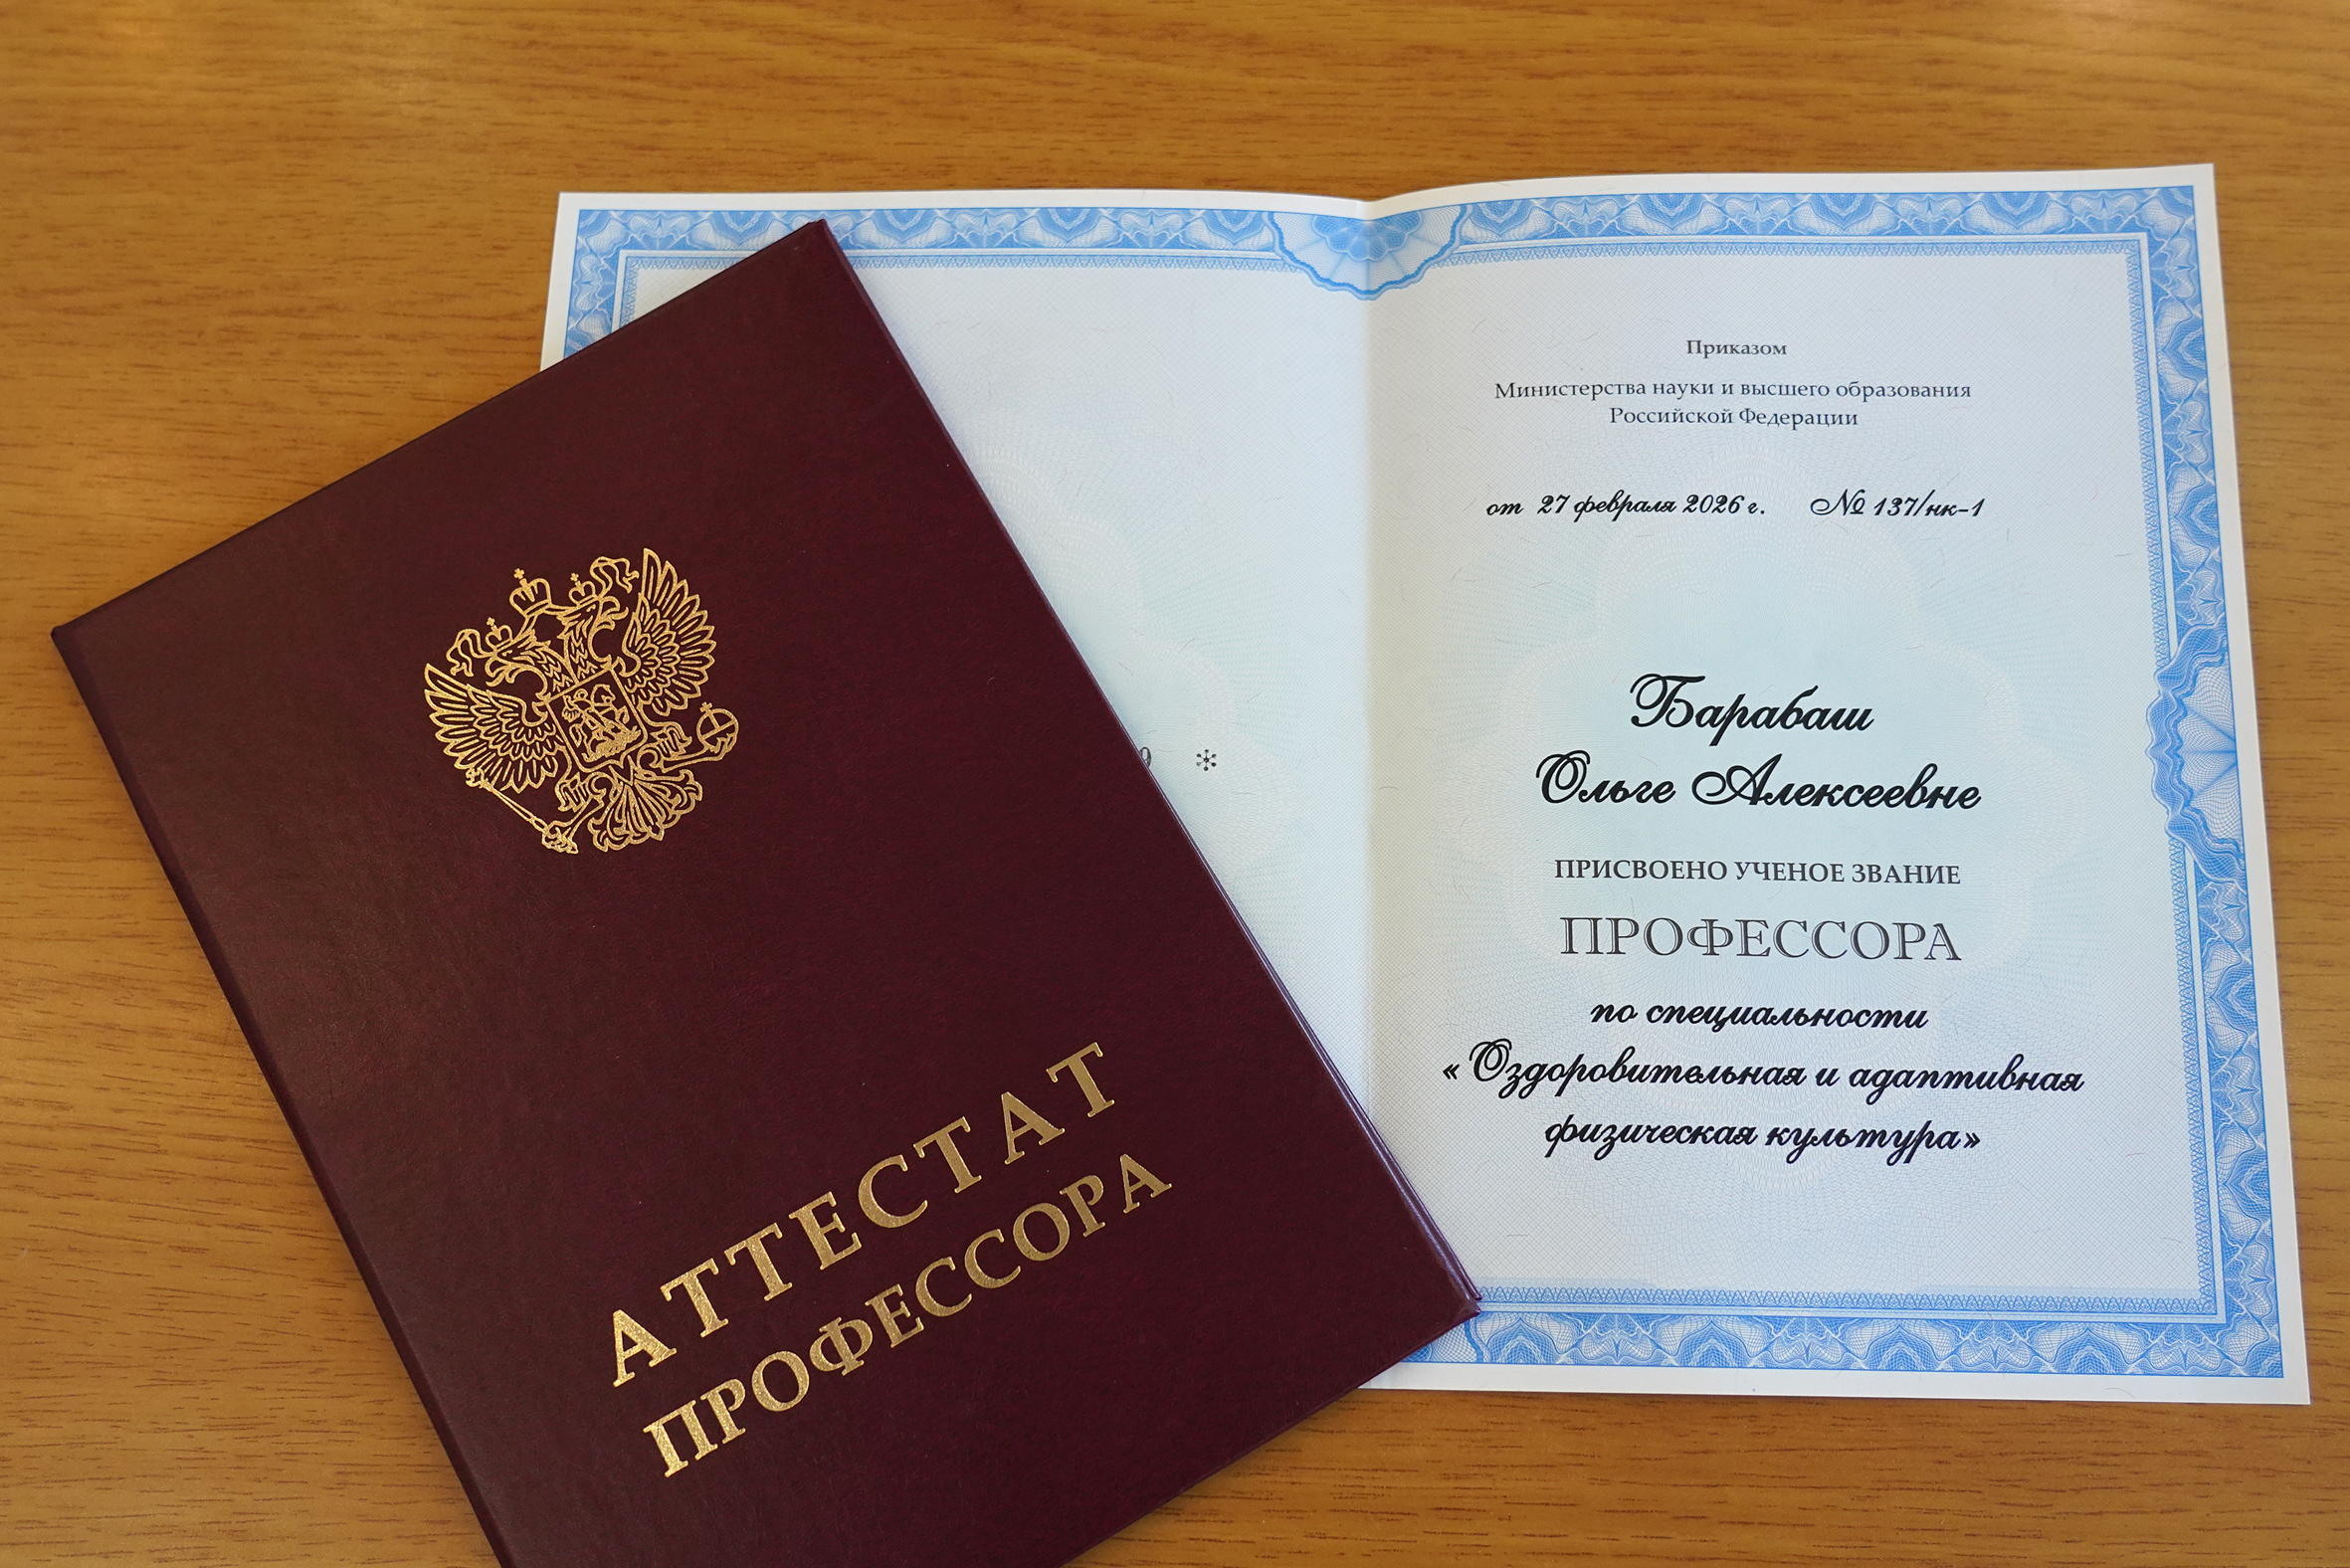 АТТЕСТАТ
ПРОФЕССОРА
Приказом
Министерства науки и высшего образования
Российской Федерации
от 27 февраля 2026 г. № 137/нк-1
Барабаш
Ольге Алексеевне
ПРИСВОЕНО УЧЕНОЕ ЗВАНИЕ
ПРОФЕССОРА
по специальности
«Оздоровительная и адаптивная
физическая культура»